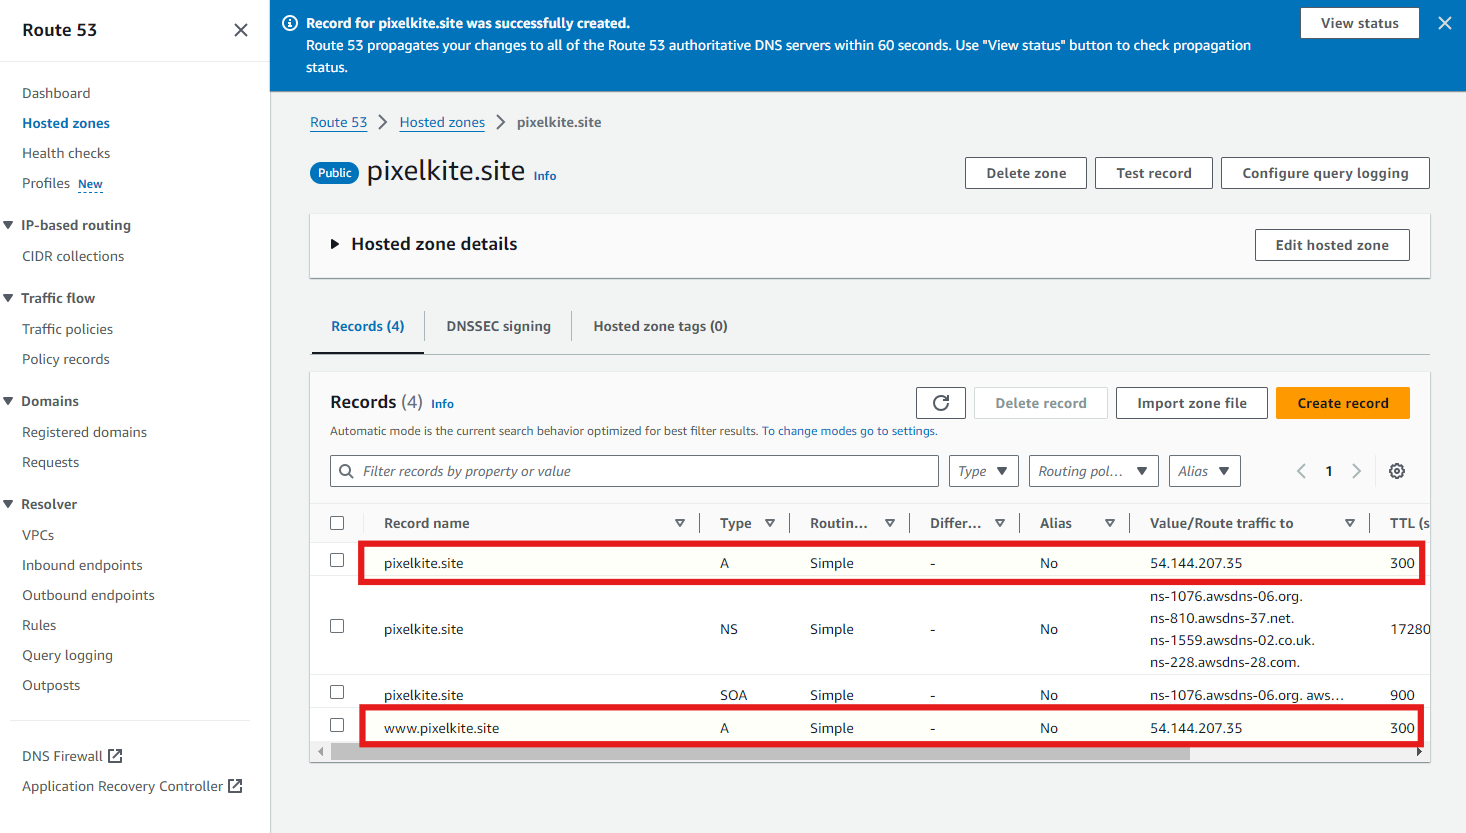 Route 53
Dashboard
Hosted zones
Health checks
Profiles New
IP-based routing
CIDR collections
Traffic flow
Traffic policies
Policy records
Domains
Registered domains
Requests
Resolver
VPCs
Inbound endpoints
Outbound endpoints
Rules
Query logging
Outposts
DNS Firewall
Application Recovery Controller
Record for pixelkite.site was successfully created.
Route 53 propagates your changes to all of the Route 53 authoritative DNS servers within 60 seconds. Use "View status" button to check propagation
status.
View status
Route 53 Hosted zones pixelkite.site
Public pixelkite.site Info
Delete zone Test record Configure query logging
Hosted zone details Edit hosted zone
Records (4) DNSSEC signing Hosted zone tags (0)
Records (4) Info Delete record Import zone file Create record
Automatic mode is the current search behavior optimized for best filter results. To change modes go to settings.
Filter records by property or value Type Routing pol... Alias 1
Record name Type Routin... Differ... Alias Value/Route traffic to TTL (s
pixelkite.site A Simple - No 54.144.207.35 300
pixelkite.site NS Simple - No ns-1076.awsdns-06.org. 17280
ns-810.awsdns-37.net.
ns-1559.awsdns-02.co.uk.
ns-228.awsdns-28.com.
pixelkite.site SOA Simple - No ns-1076.awsdns-06.org. aws... 900
www.pixelkite.site A Simple - No 54.144.207.35 300